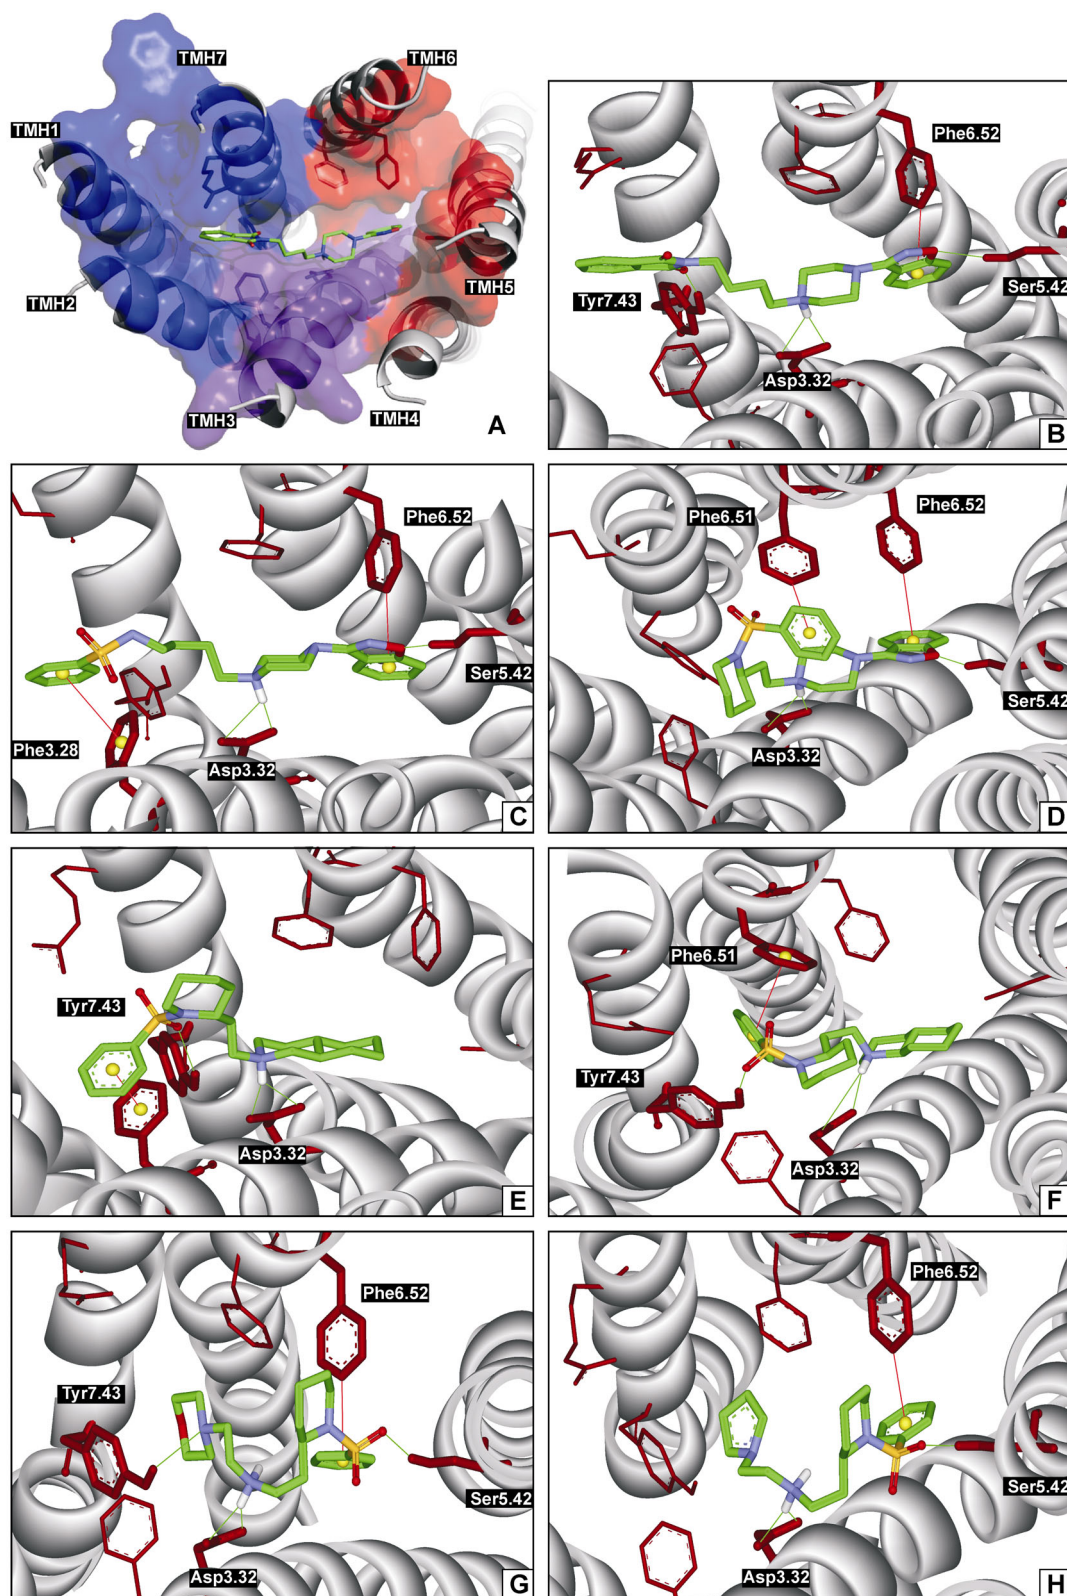 TMH7
TMH6
TMH1
TMH2
TMH5
TMH3
TMH4
A
Phe6.52
Tyr7.43
Ser5.42
Asp3.32
B
Phe6.52
Ser5.42
Phe3.28
Asp3.32
C
Phe6.51
Phe6.52
Ser5.42
Asp3.32
D
Tyr7.43
Asp3.32
E
Phe6.51
Tyr7.43
Asp3.32
F
Phe6.52
Tyr7.43
Ser5.42
Asp3.32
G
Phe6.52
Ser5.42
Asp3.32
H